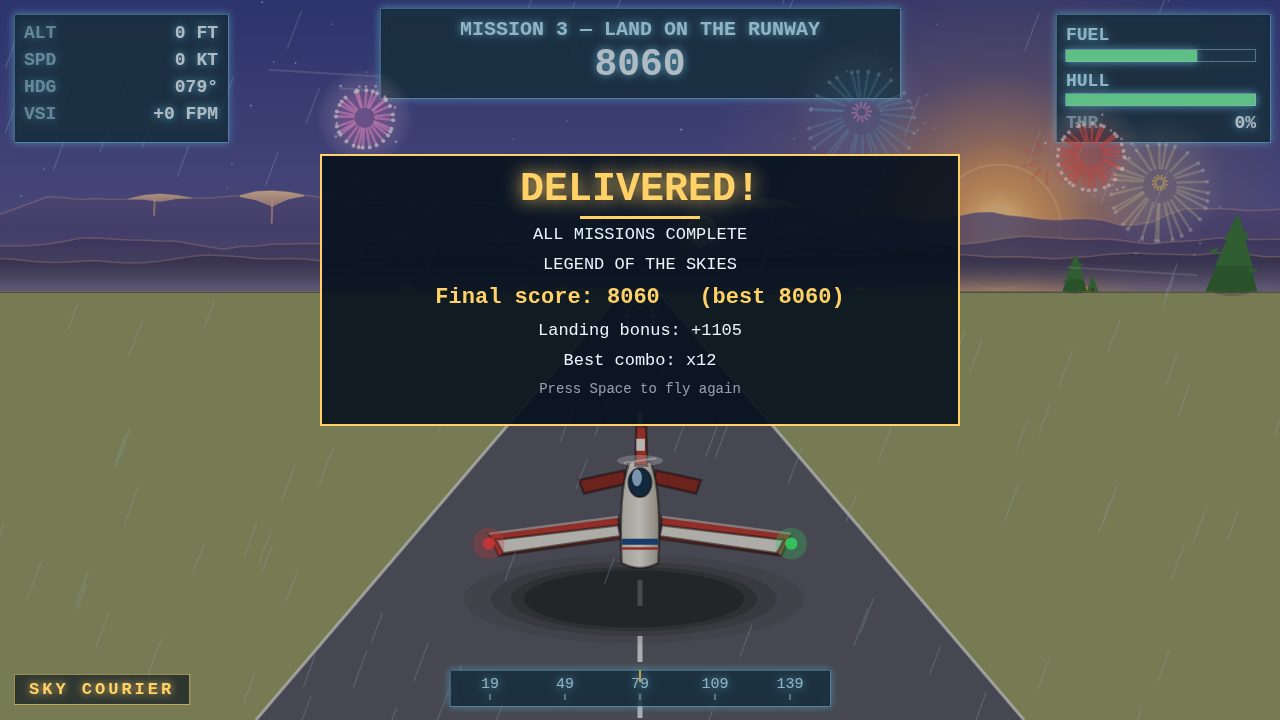 ALT 0 FT
SPD 0 KT
HDG 079°
VSI +0 FPM
MISSION 3 — LAND ON THE RUNWAY
8060
FUEL
HULL
THR 0%
DELIVERED!
ALL MISSIONS COMPLETE
LEGEND OF THE SKIES
Final score: 8060 (best 8060)
Landing bonus: +1105
Best combo: x12
Press Space to fly again
SKY COURIER
19 49 79 109 139